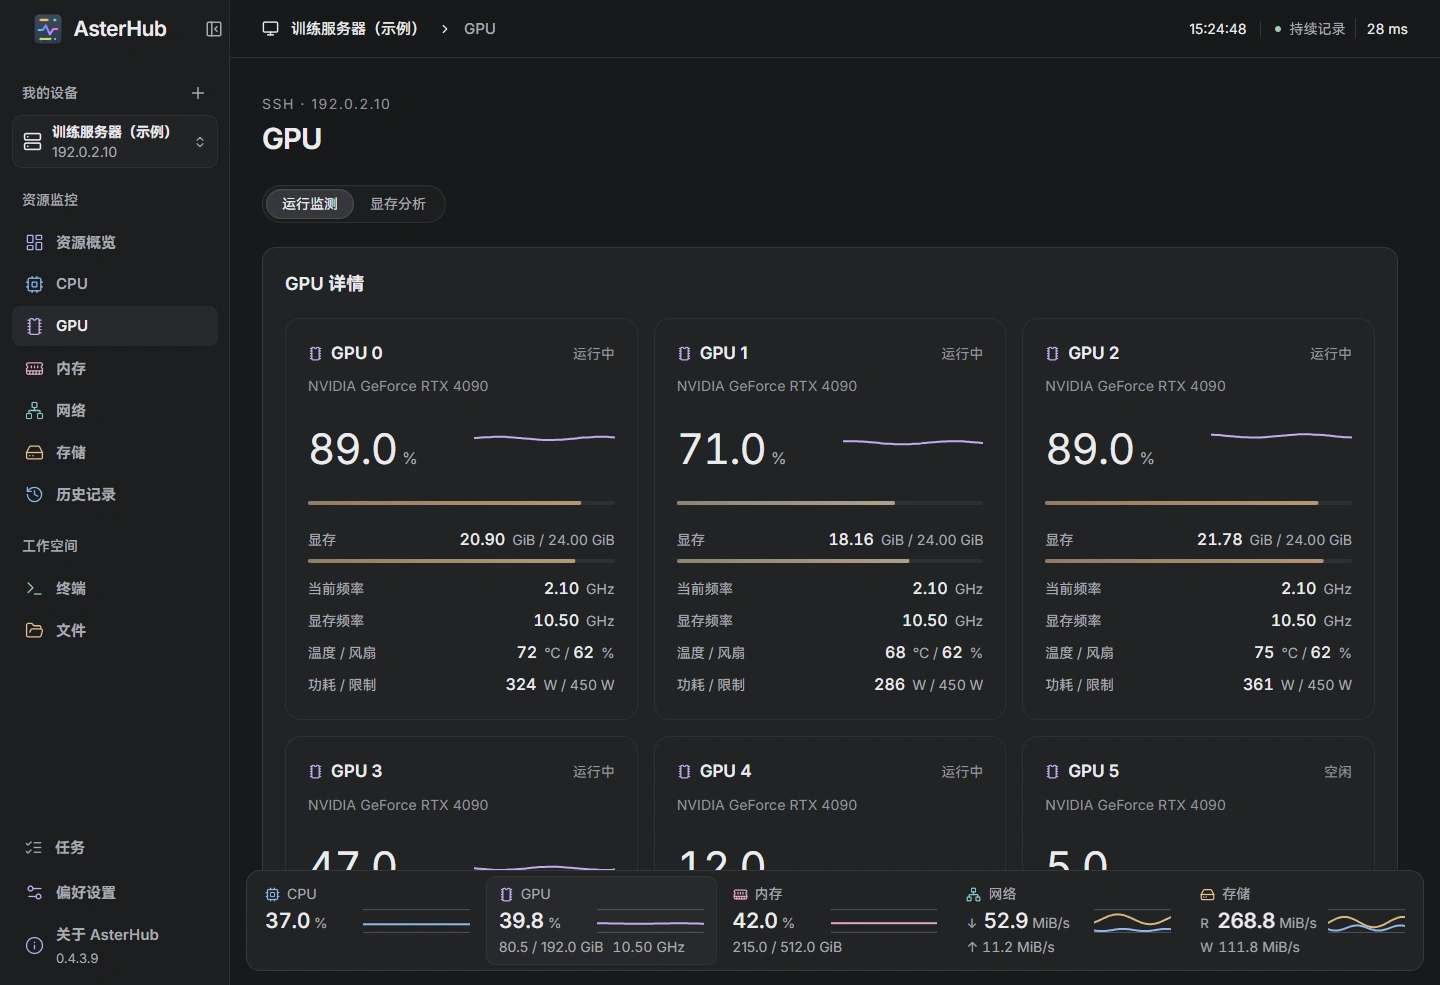 AsterHub
我的设备
训练服务器（示例）
192.0.2.10
资源监控
资源概览
CPU
GPU
内存
网络
存储
历史记录
工作空间
终端
文件
任务
偏好设置
关于 AsterHub
0.4.3.9
训练服务器（示例） GPU
15:24:48 持续记录 28 ms
SSH · 192.0.2.10
GPU
运行监测 显存分析
GPU 详情
GPU 0 运行中
NVIDIA GeForce RTX 4090
89.0 %
显存 20.90 GiB / 24.00 GiB
当前频率 2.10 GHz
显存频率 10.50 GHz
温度 / 风扇 72 °C / 62 %
功耗 / 限制 324 W / 450 W
GPU 1 运行中
NVIDIA GeForce RTX 4090
71.0 %
显存 18.16 GiB / 24.00 GiB
当前频率 2.10 GHz
显存频率 10.50 GHz
温度 / 风扇 68 °C / 62 %
功耗 / 限制 286 W / 450 W
GPU 2 运行中
NVIDIA GeForce RTX 4090
89.0 %
显存 21.78 GiB / 24.00 GiB
当前频率 2.10 GHz
显存频率 10.50 GHz
温度 / 风扇 75 °C / 62 %
功耗 / 限制 361 W / 450 W
GPU 3 运行中
NVIDIA GeForce RTX 4090
47.0
GPU 4 运行中
NVIDIA GeForce RTX 4090
12.0
GPU 5 空闲
NVIDIA GeForce RTX 4090
5.0
CPU
37.0 %
GPU
39.8 %
80.5 / 192.0 GiB 10.50 GHz
内存
42.0 %
215.0 / 512.0 GiB
网络
↓ 52.9 MiB/s
↑ 11.2 MiB/s
存储
R 268.8 MiB/s
W 111.8 MiB/s